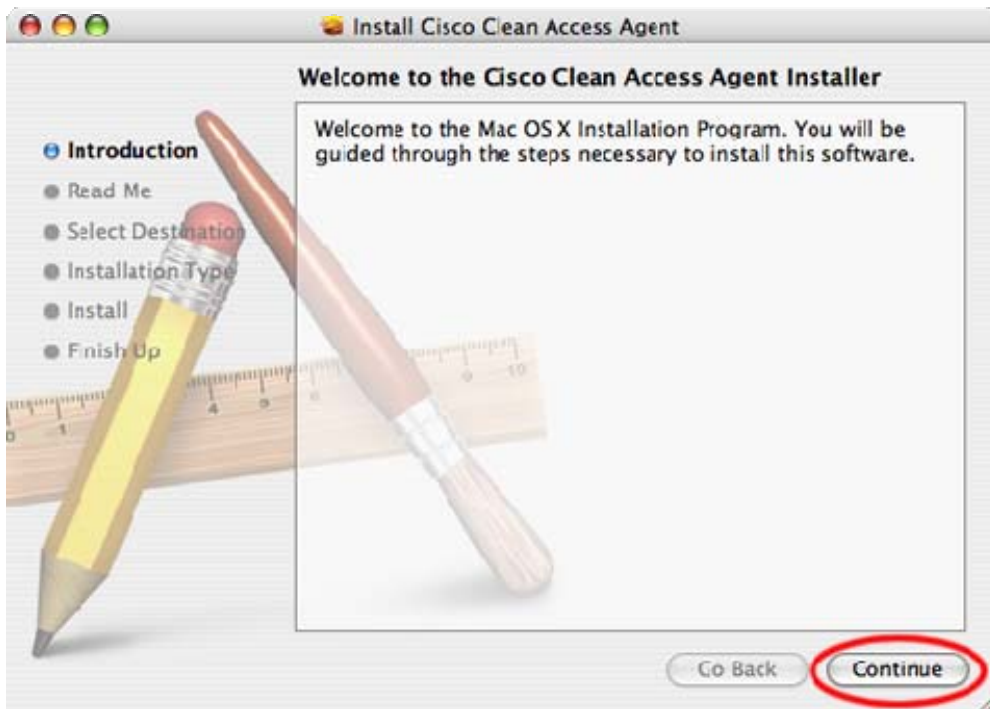 Install Cisco Clean Access Agent
Welcome to the Cisco Clean Access Agent Installer
Introduction
Read Me
Select Destination
Installation Type
Install
Finish Up
Welcome to the Mac OS X Installation Program. You will be
guided through the steps necessary to install this software.
Go Back
Continue